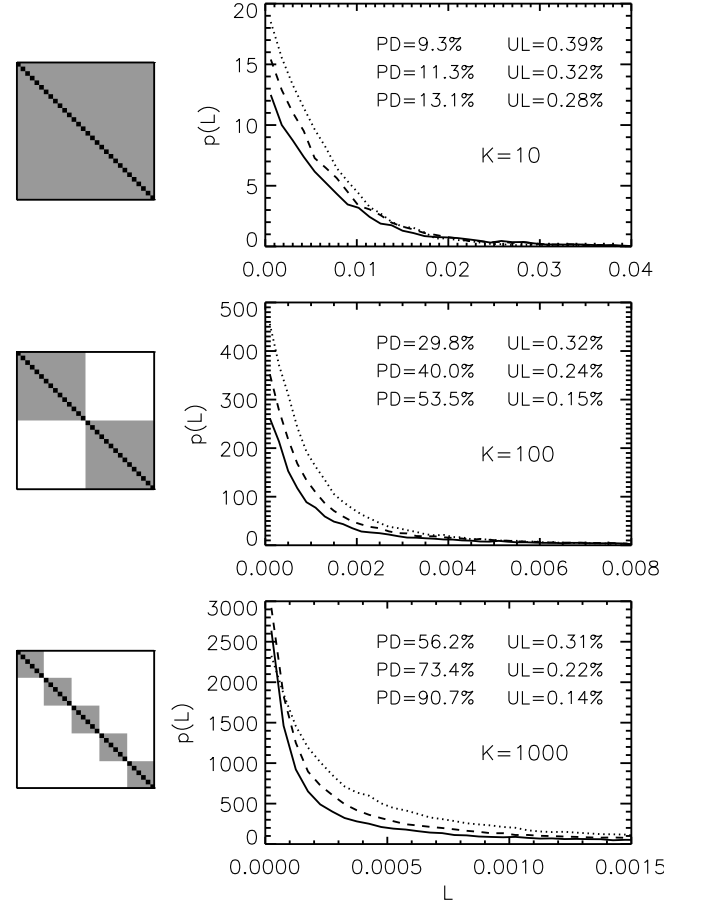 20
PD=9.3% UL=0.39%
15
PD=11.3% UL=0.32%
PD=13.1% UL=0.28%
p(L)
10
K=10
5
0
0.00 0.01 0.02 0.03 0.04
500
PD=29.8% UL=0.32%
400
PD=40.0% UL=0.24%
PD=53.5% UL=0.15%
300
p(L)
K=100
200
100
0
0.000 0.002 0.004 0.006 0.008
3000
PD=56.2% UL=0.31%
2500
PD=73.4% UL=0.22%
2000
PD=90.7% UL=0.14%
p(L)
1500
K=1000
1000
500
0
0.0000 0.0005 0.0010 0.0015
L